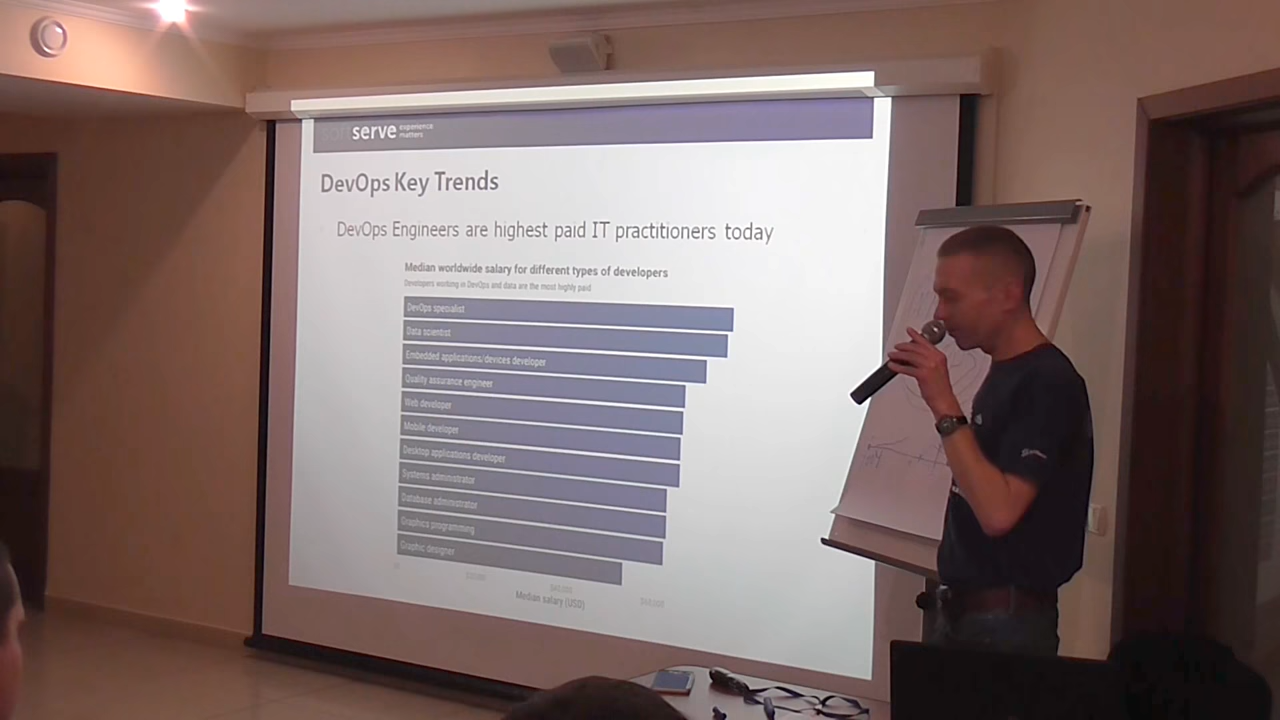 serve experience
matters
DevOps Key Trends
DevOps Engineers are highest paid IT practitioners today
Median worldwide salary for different types of developers
Developers working in DevOps and data are the most highly paid
DevOps specialist
Data scientist
Embedded applications/devices developer
Quality assurance engineer
Web developer
Mobile developer
Desktop applications developer
Systems administrator
Database administrator
Graphics programming
Graphic designer
Median salary (USD)